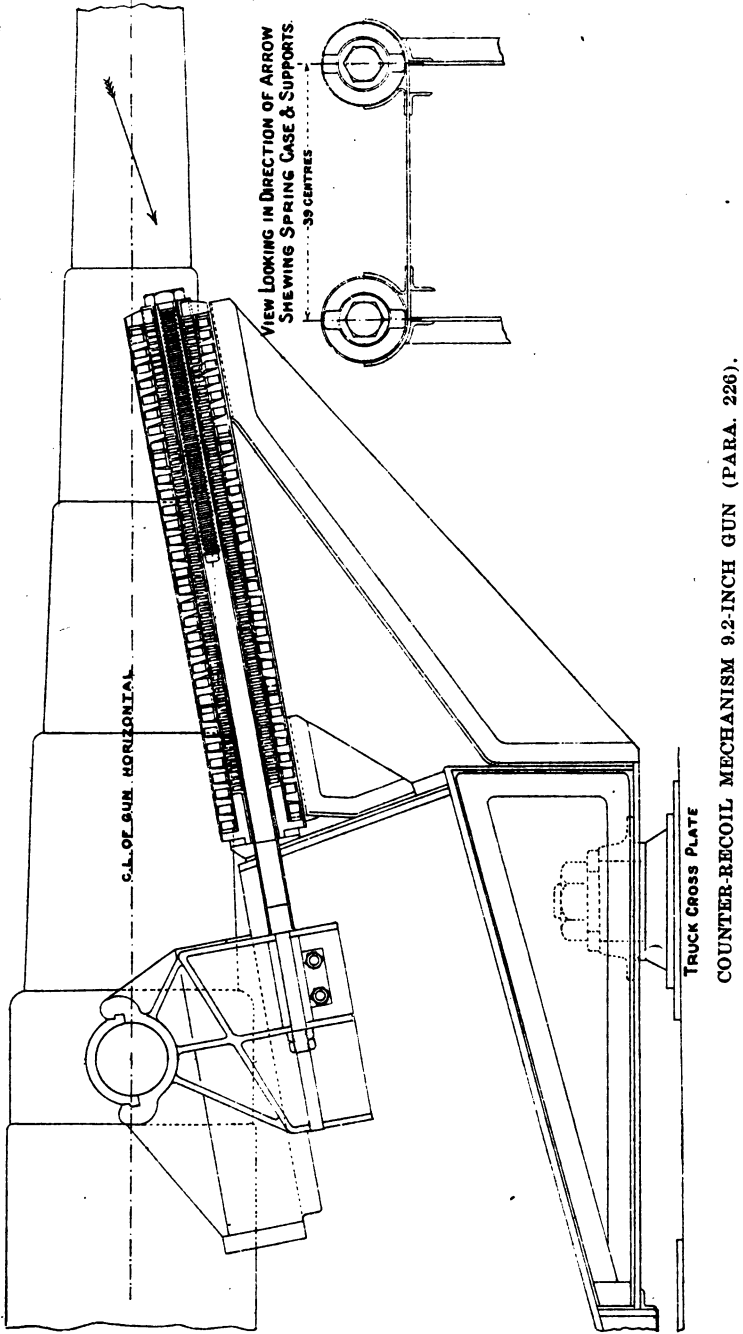 VIEW LOOKING IN DIRECTION OF ARROW
SHEWING SPRING CASE & SUPPORTS.
39 CENTRES
C.L. OF GUN HORIZONTAL
TRUCK CROSS PLATE
COUNTER-RECOIL MECHANISM 9.2-INCH GUN (PARA. 226).